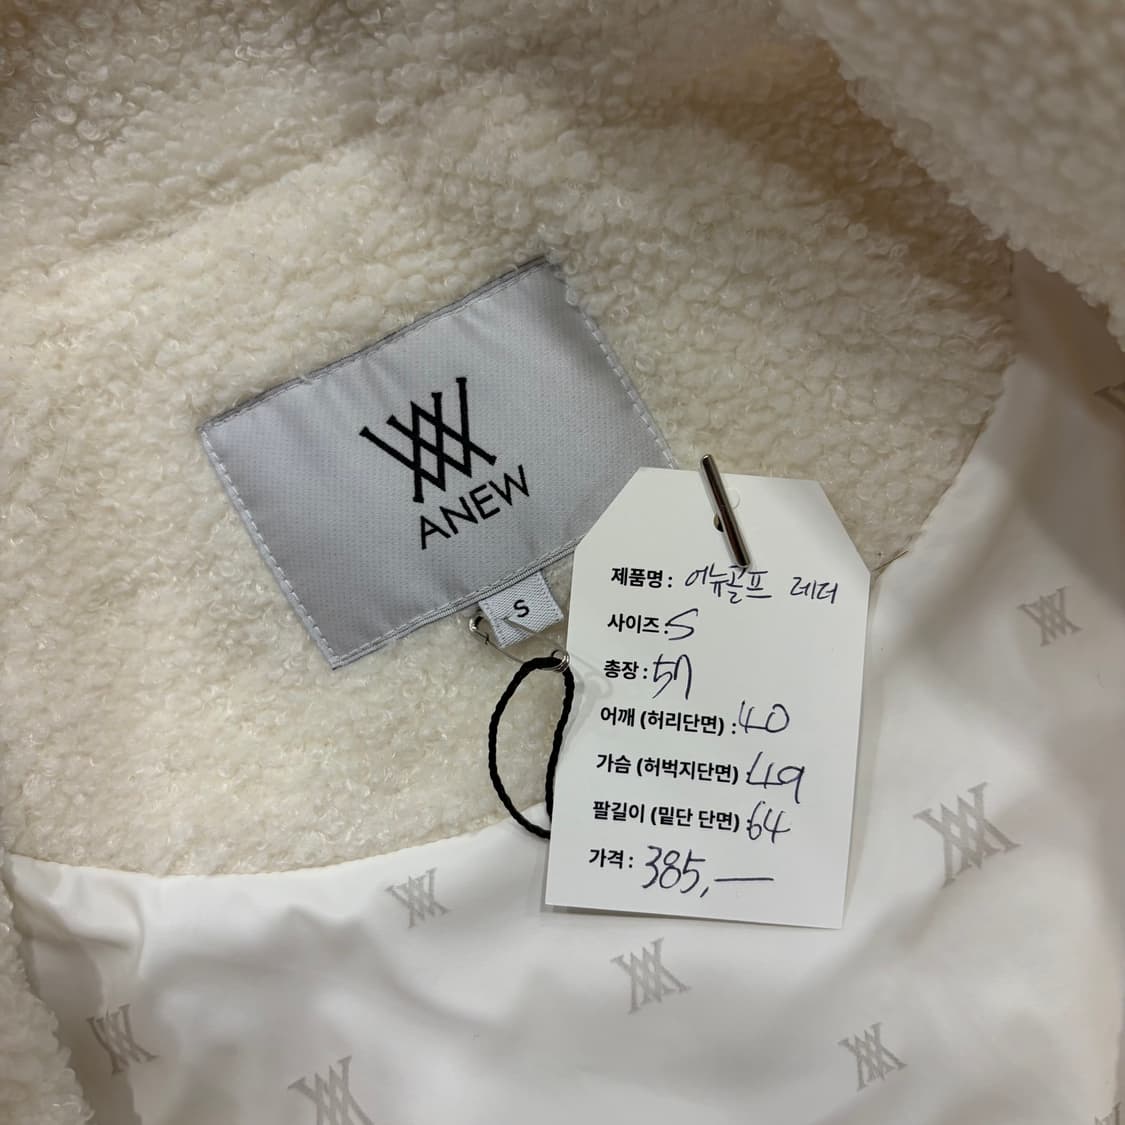 ANEW
S
제품명: 어뉴골프 레더
사이즈: S
총장: 57
어깨 (허리단면) : 40
가슴 (허벅지단면) : 49
팔길이 (밑단 단면) : 64
가격: 385,—